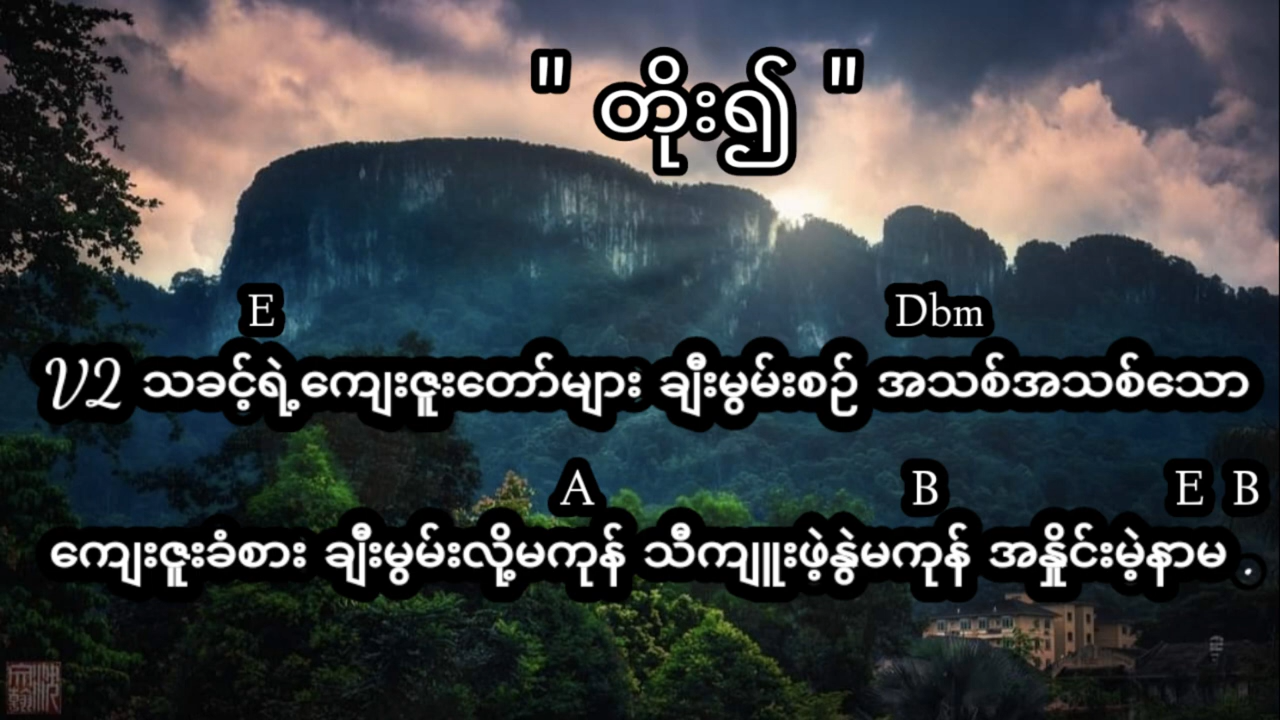 " တိုး၍ "
E Dbm
V2 သခင့်ရဲ့ကျေးဇူးတော်များ ချီးမွမ်းစဉ် အသစ်အသစ်သော
A B E B
ကျေးဇူးခံစား ချီးမွမ်းလို့မကုန် သီကျူးဖွဲ့နွဲ့မကုန် အနှိုင်းမဲ့နာမ .